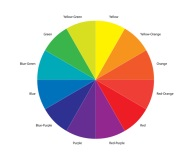 Yellow-Green
Yellow
Green
Yellow-Orange
Blue-Green
Orange
Blue
Red-Orange
Blue-Purple
Red
Purple
Red-Purple